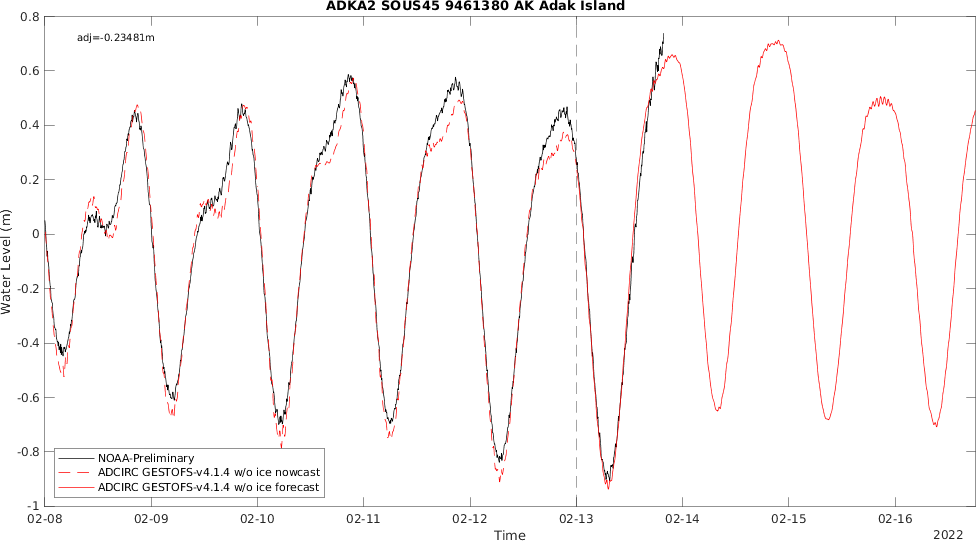 ADKA2 SOUS45 9461380 AK Adak Island
adj=-0.23481m
Water Level (m)
0.8
0.6
0.4
0.2
0
-0.2
-0.4
-0.6
-0.8
-1
NOAA-Preliminary
ADCIRC GESTOFS-v4.1.4 w/o ice nowcast
ADCIRC GESTOFS-v4.1.4 w/o ice forecast
02-08 02-09 02-10 02-11 02-12 02-13 02-14 02-15 02-16
Time
2022